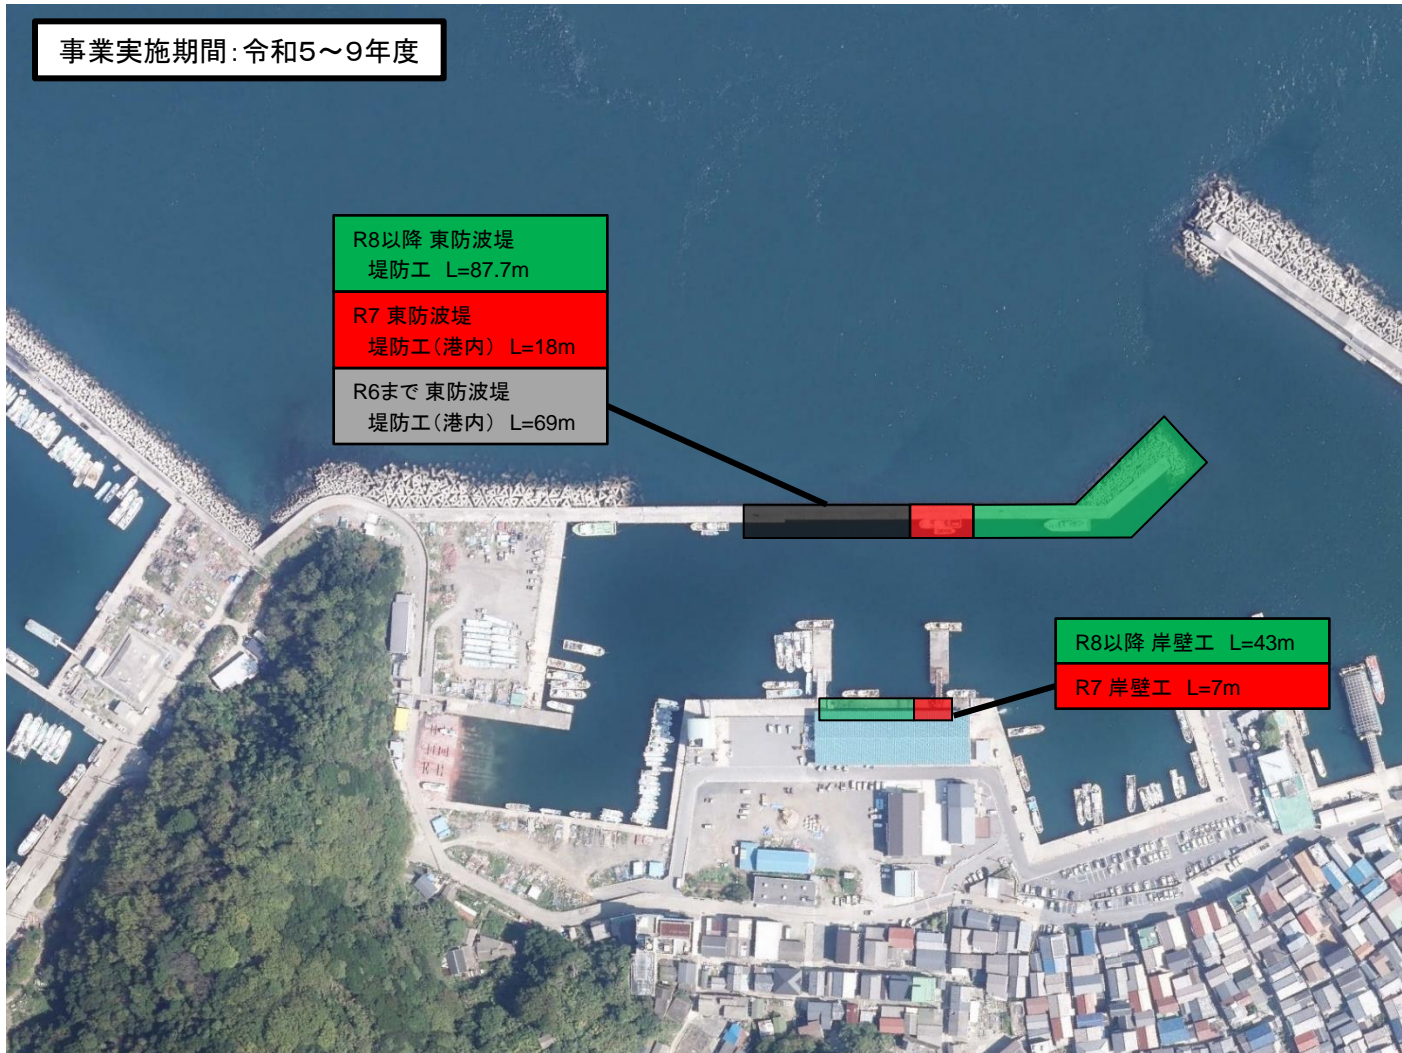 事業実施期間：令和5～9年度
R8以降 東防波堤
堤防工 L=87.7m
R7 東防波堤
堤防工（港内） L=18m
R6まで 東防波堤
堤防工（港内） L=69m
R8以降 岸壁工 L=43m
R7 岸壁工 L=7m